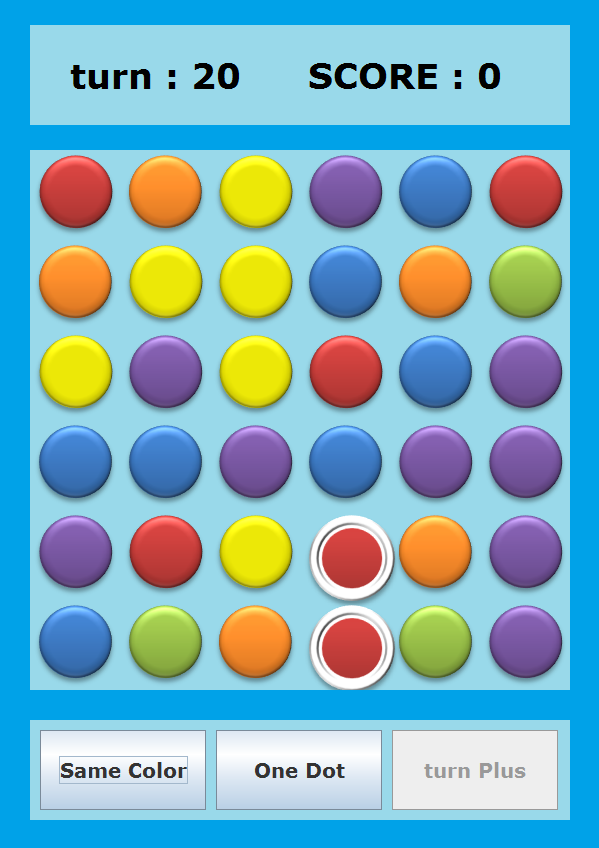 turn : 20 SCORE : 0
Same Color One Dot turn Plus